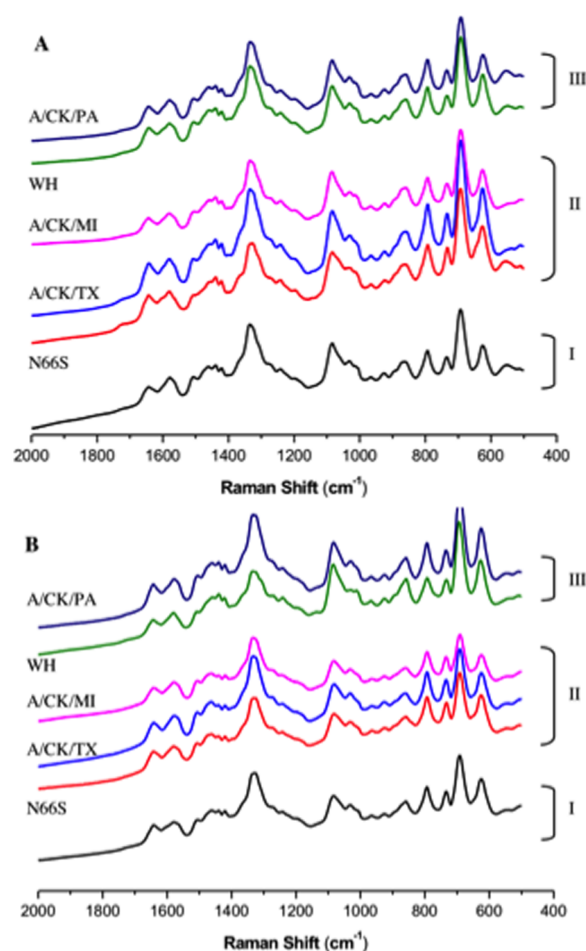 A
A/CK/PA
III
WH
A/CK/MI
II
A/CK/TX
N66S
I
2000 1800 1600 1400 1200 1000 800 600 400
Raman Shift (cm⁻¹)
B
A/CK/PA
III
WH
A/CK/MI
II
A/CK/TX
N66S
I
2000 1800 1600 1400 1200 1000 800 600 400
Raman Shift (cm⁻¹)